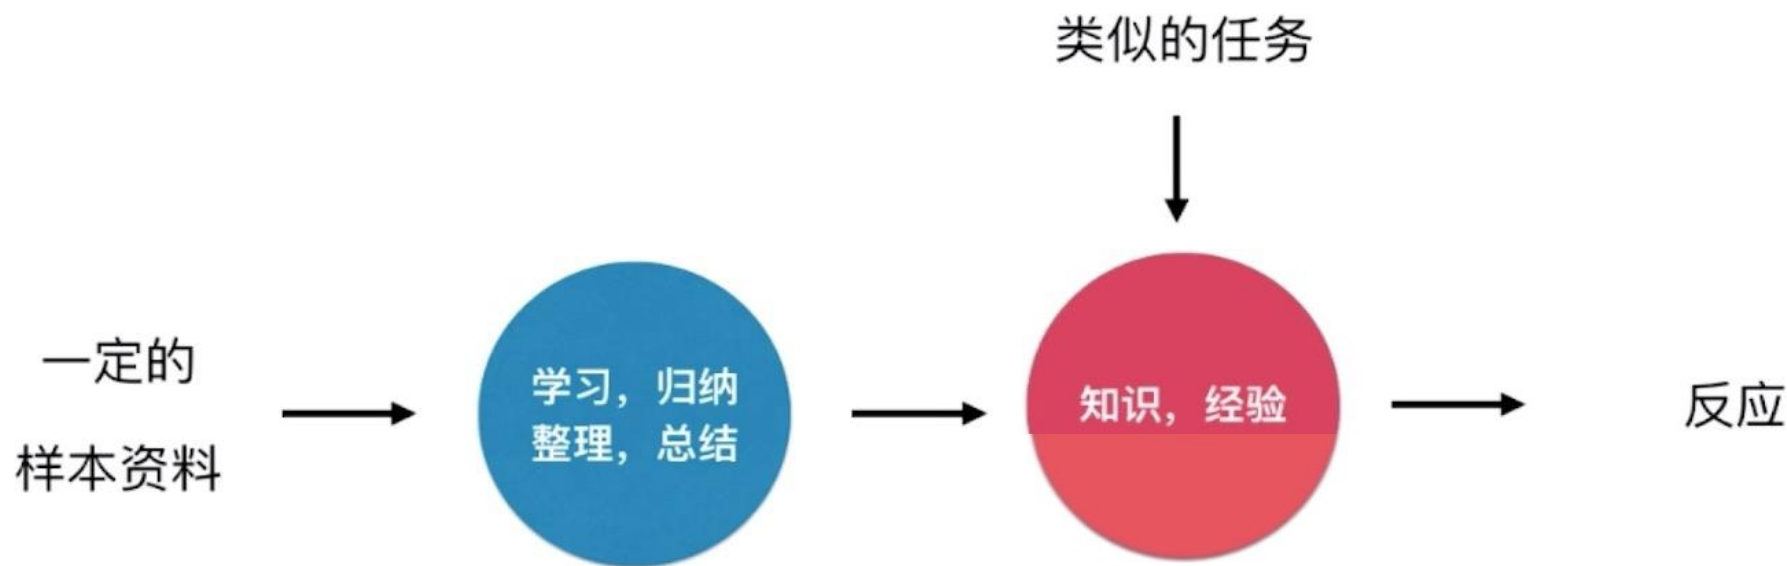 类似的任务
一定的
样本资料
学习，归纳
整理，总结
知识，经验
反应